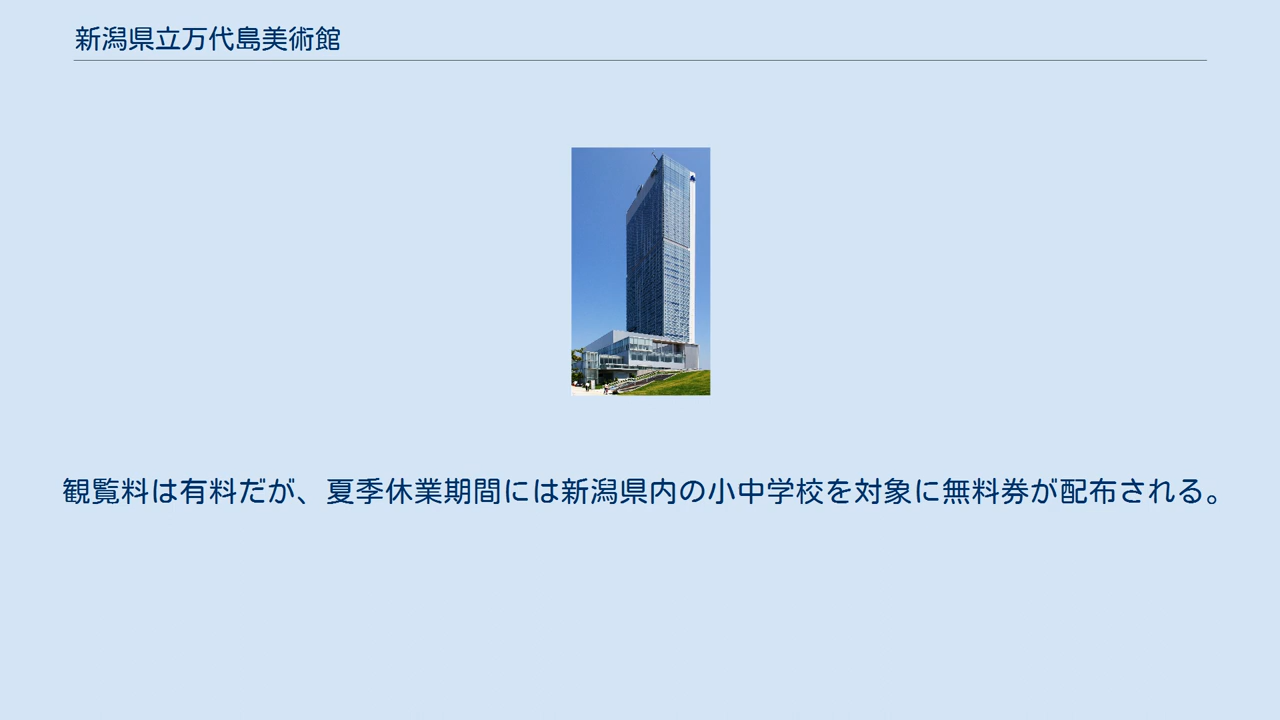 新潟県立万代島美術館
観覧料は有料だが、夏季休業期間には新潟県内の小中学校を対象に無料券が配布される。